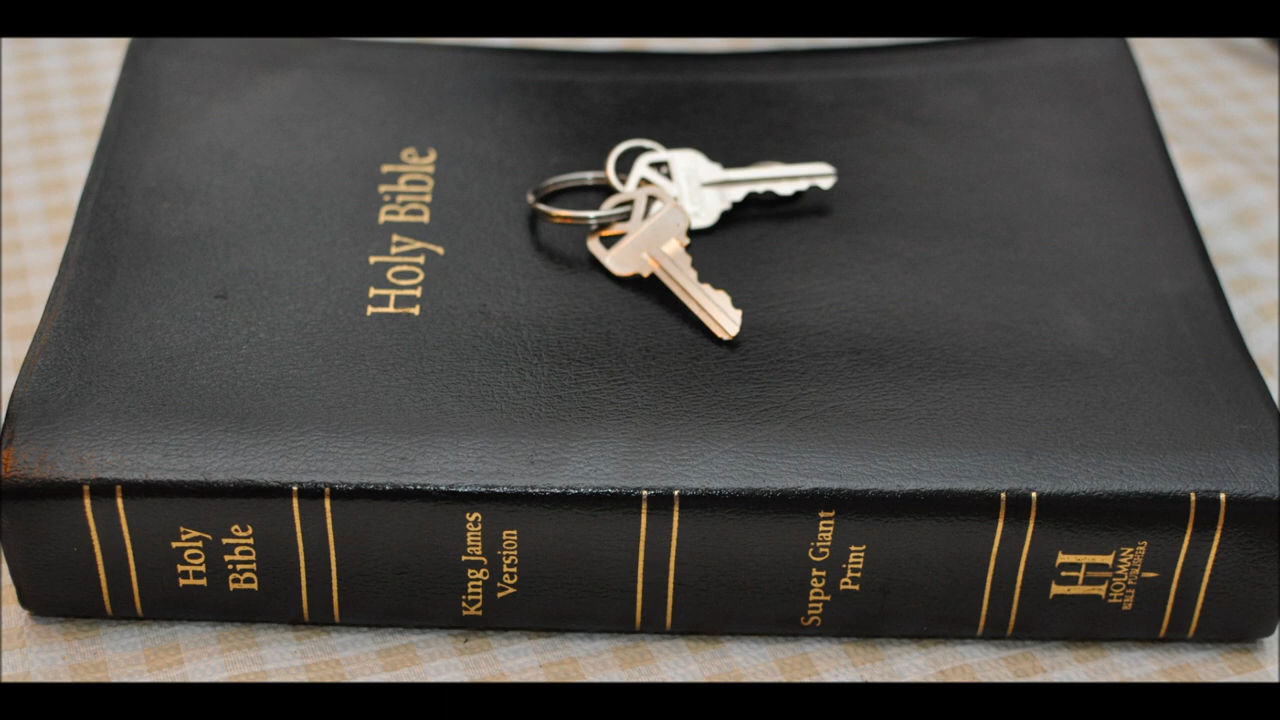 Holy Bible
Holy
Bible
King James
Version
Super Giant
Print
HOLMAN
BIBLE PUBLISHERS